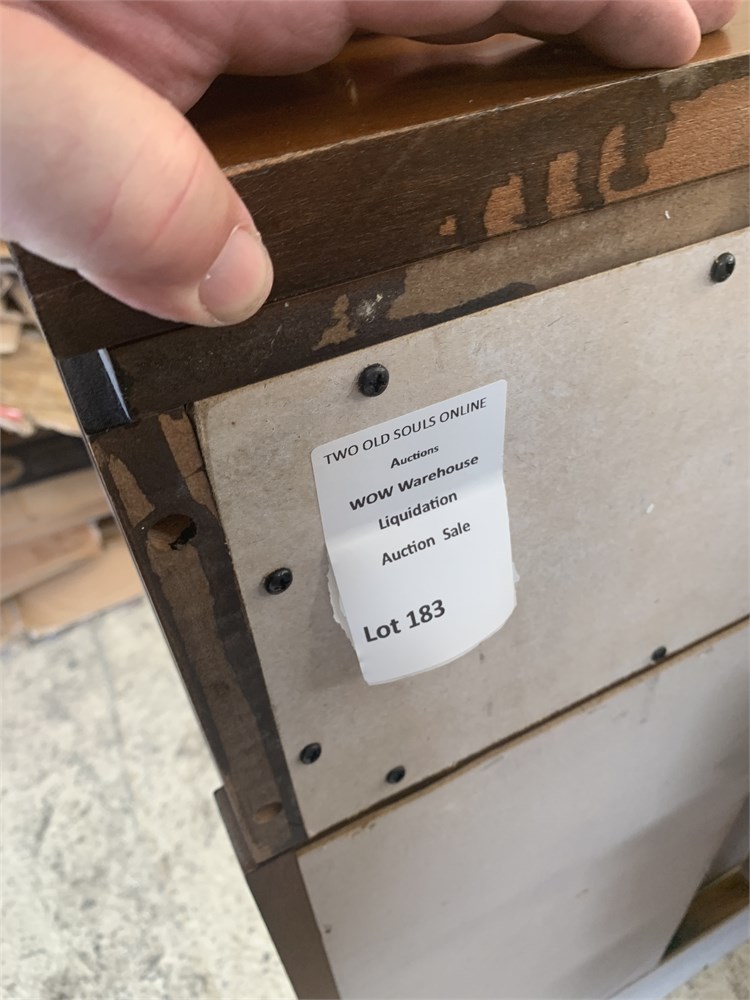 TWO OLD SOULS ONLINE
Auctions
WOW Warehouse
Liquidation
Auction Sale
Lot 183